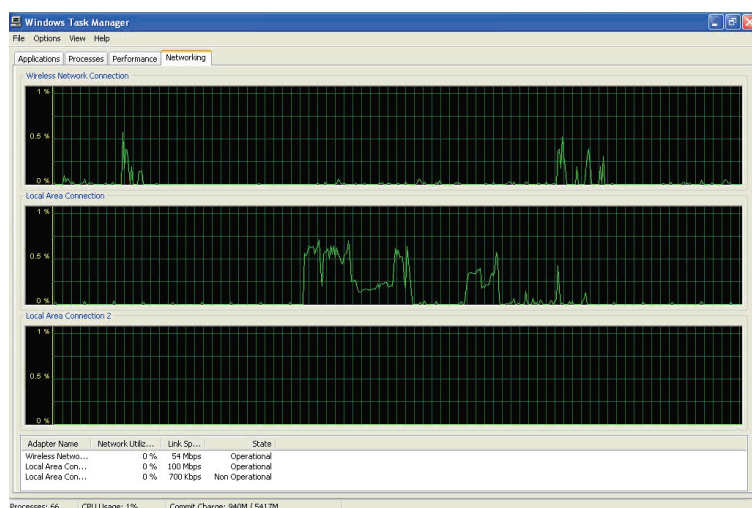 Windows Task Manager
File Options View Help
Applications Processes Performance Networking
Wireless Network Connection
1 %
0.5 %
0 %
Local Area Connection
1 %
0.5 %
0 %
Local Area Connection 2
1 %
0.5 %
0 %
Adapter Name Network Utiliz... Link Sp... State
Wireless Netwo... 0 % 54 Mbps Operational
Local Area Con... 0 % 100 Mbps Operational
Local Area Con... 0 % 700 Kbps Non Operational
Processes: 66 CPU Usage: 1% Commit Charge: 940M / 5417M